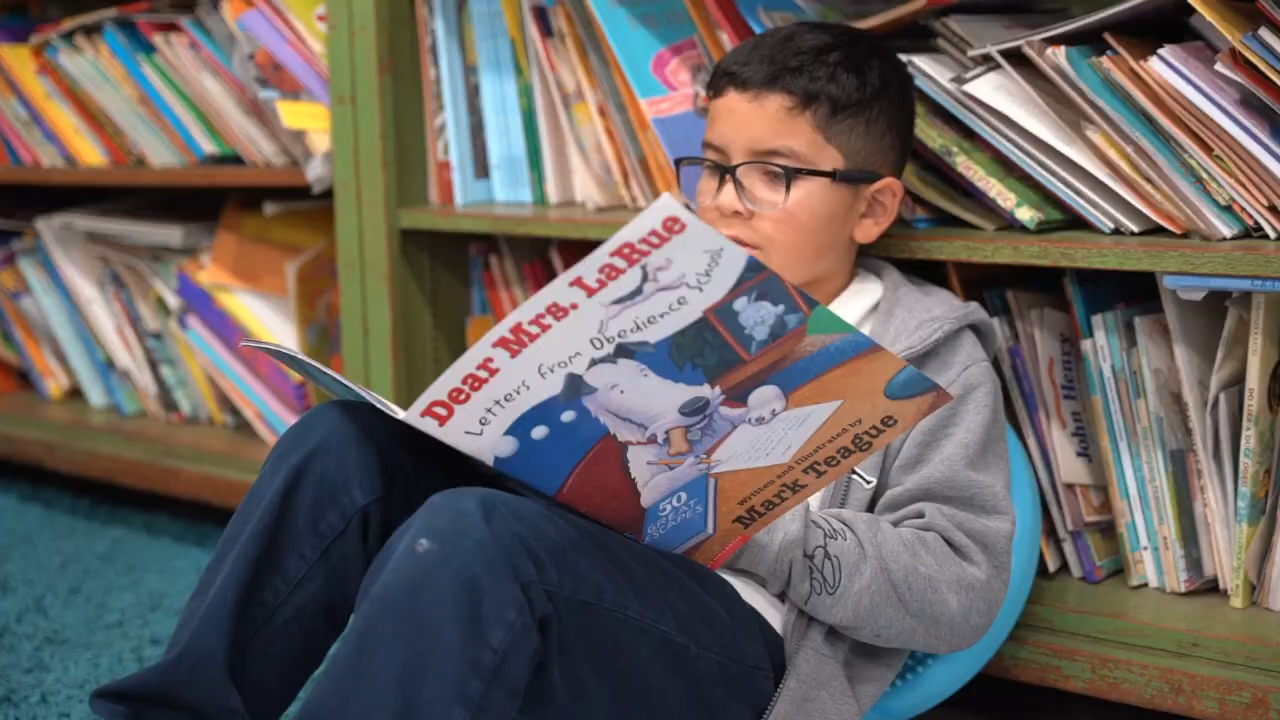 Dear Mrs. LaRue
Letters from Obedience School
50
GREAT
ESCAPES
Written and Illustrated by
Mark Teague
John Henry